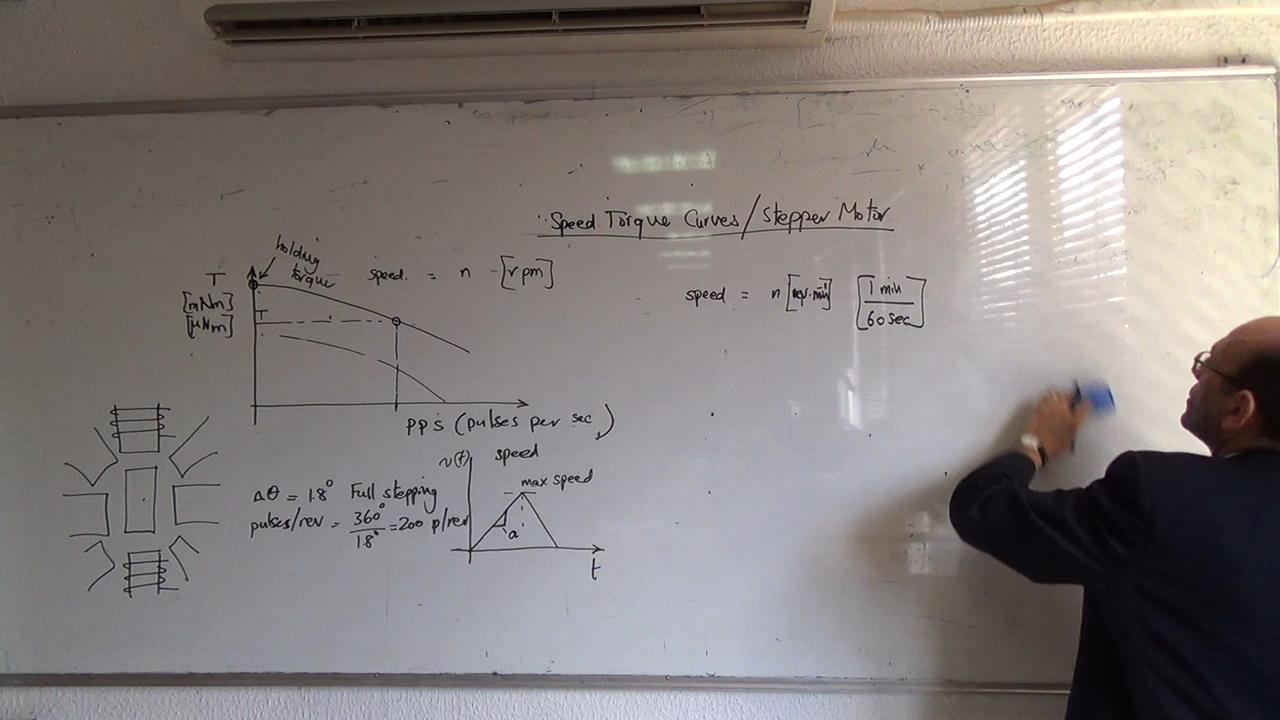 Speed Torque Curves/Stepper Motor
holding
torque
T
[mNm]
[μNm]
T
speed = n [rpm]
speed = n [rev.min] [1 min/60 sec]
pps (pulses per sec)
Δθ = 1.8° Full stepping
pulses/rev = 360°/1.8° = 200 p/rev
v(t)
speed
max speed
a
t